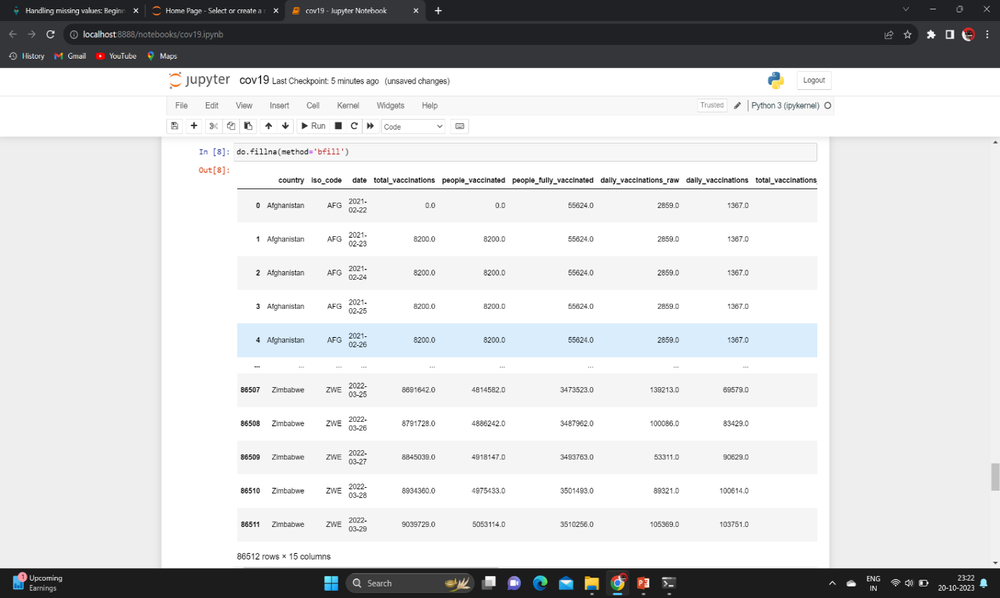 Handling missing values: Beginn
Home Page - Select or create a n
cov19 - Jupyter Notebook
localhost:8888/notebooks/cov19.ipynb
History Gmail YouTube Maps
jupyter cov19 Last Checkpoint: 5 minutes ago (unsaved changes) Logout
File Edit View Insert Cell Kernel Widgets Help Trusted Python 3 (ipykernel)
Run Code
In [8]: do.fillna(method='bfill')
Out[8]:
country iso_code date total_vaccinations people_vaccinated people_fully_vaccinated daily_vaccinations_raw daily_vaccinations total_vaccinations_
0 Afghanistan AFG 2021-
02-22 0.0 0.0 55624.0 2859.0 1367.0
1 Afghanistan AFG 2021-
02-23 8200.0 8200.0 55624.0 2859.0 1367.0
2 Afghanistan AFG 2021-
02-24 8200.0 8200.0 55624.0 2859.0 1367.0
3 Afghanistan AFG 2021-
02-25 8200.0 8200.0 55624.0 2859.0 1367.0
4 Afghanistan AFG 2021-
02-26 8200.0 8200.0 55624.0 2859.0 1367.0
... ... ... ... ... ... ... ... ...
86507 Zimbabwe ZWE 2022-
03-25 8691642.0 4814582.0 3473523.0 139213.0 69579.0
86508 Zimbabwe ZWE 2022-
03-26 8791728.0 4886242.0 3487962.0 100086.0 83429.0
86509 Zimbabwe ZWE 2022-
03-27 8845039.0 4918147.0 3493763.0 53311.0 90629.0
86510 Zimbabwe ZWE 2022-
03-28 8934360.0 4975433.0 3501493.0 89321.0 100614.0
86511 Zimbabwe ZWE 2022-
03-29 9039729.0 5053114.0 3510256.0 105369.0 103751.0
86512 rows × 15 columns
1 Upcoming
Earnings
Search
ENG
IN
23:22
20-10-2023